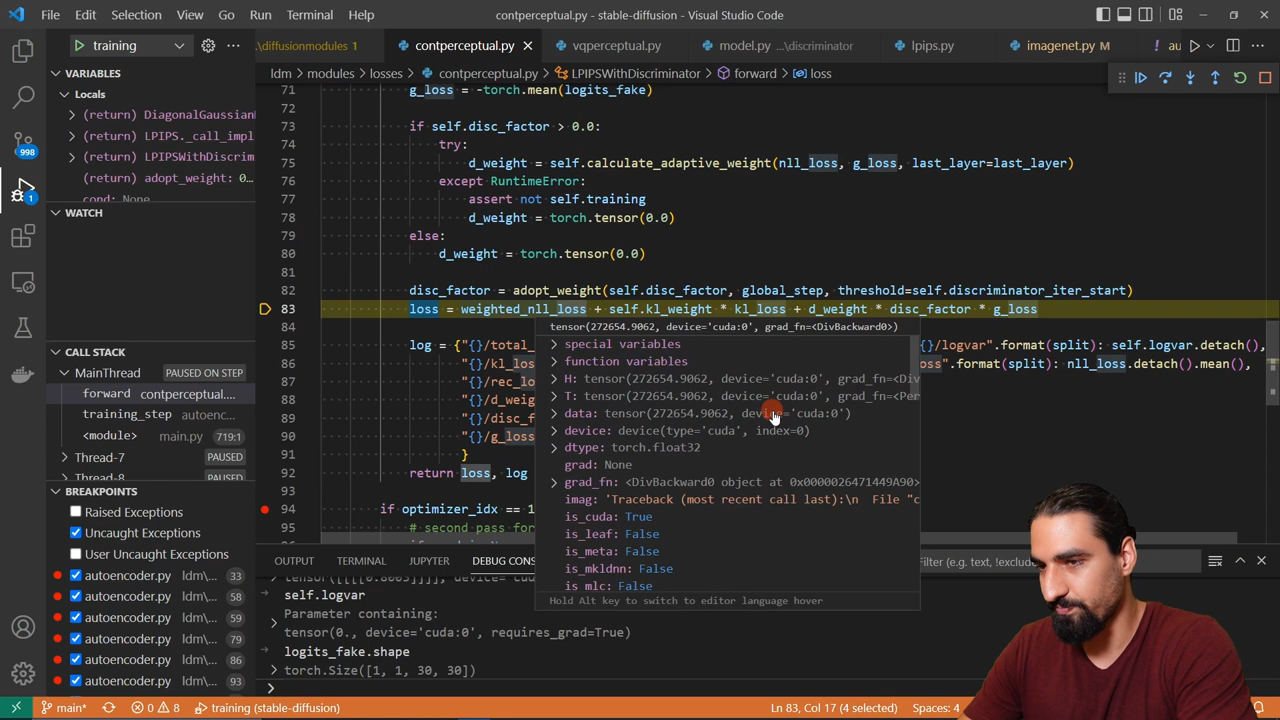 File Edit Selection View Go Run Terminal Help
contperceptual.py - stable-diffusion - Visual Studio Code
training
.\diffusionmodules 1
contperceptual.py
vqperceptual.py
model.py ...\discriminator
lpips.py
imagenet.py M
ldm > modules > losses > contperceptual.py > LPIPSWithDiscriminator > forward > loss
VARIABLES
Locals
(return) DiagonalGaussian
(return) LPIPS._call_impl
(return) LPIPSWithDiscrim
(return) adopt_weight: 0…
cond: None
WATCH
CALL STACK
MainThread PAUSED ON STEP
forward contperceptual....
training_step autoenc...
<module> main.py 719:1
Thread-7 PAUSED
Thread-8 PAUSED
BREAKPOINTS
Raised Exceptions
Uncaught Exceptions
User Uncaught Exceptions
autoencoder.py ldm\... 33
autoencoder.py ldm\... 58
autoencoder.py ldm\... 59
autoencoder.py ldm\... 79
autoencoder.py ldm\... 86
autoencoder.py ldm\... 93
998
1
71 g_loss = -torch.mean(logits_fake)
72
73 if self.disc_factor > 0.0:
74 try:
75 d_weight = self.calculate_adaptive_weight(nll_loss, g_loss, last_layer=last_layer)
76 except RuntimeError:
77 assert not self.training
78 d_weight = torch.tensor(0.0)
79 else:
80 d_weight = torch.tensor(0.0)
81
82 disc_factor = adopt_weight(self.disc_factor, global_step, threshold=self.discriminator_iter_start)
83 loss = weighted_nll_loss + self.kl_weight * kl_loss + d_weight * disc_factor * g_loss
84
85 log = {"{}/total_ {}/logvar".format(split): self.logvar.detach(),
86 "{}/kl_los oss".format(split): nll_loss.detach().mean(),
87 "{}/rec_lo
88 "{}/d_weig
89 "{}/disc_f
90 "{}/g_loss
91 }
92 return loss, log
93
94 if optimizer_idx == 1
95 # second pass for
tensor(272654.9062, device='cuda:0', grad_fn=<DivBackward0>)
special variables
function variables
H: tensor(272654.9062, device='cuda:0', grad_fn=<Div
T: tensor(272654.9062, device='cuda:0', grad_fn=<Per
data: tensor(272654.9062, device='cuda:0')
device: device(type='cuda', index=0)
dtype: torch.float32
grad: None
grad_fn: <DivBackward0 object at 0x0000026471449A90>
imag: 'Traceback (most recent call last):\n File "c
is_cuda: True
is_leaf: False
is_meta: False
is_mkldnn: False
is_mlc: False
Hold Alt key to switch to editor language hover
OUTPUT TERMINAL JUPYTER DEBUG CONS
Filter (e.g. text, !exclude
self.logvar
Parameter containing:
tensor(0., device='cuda:0', requires_grad=True)
logits_fake.shape
torch.Size([1, 1, 30, 30])
main* 0 8 training (stable-diffusion) Ln 83, Col 17 (4 selected) Spaces: 4